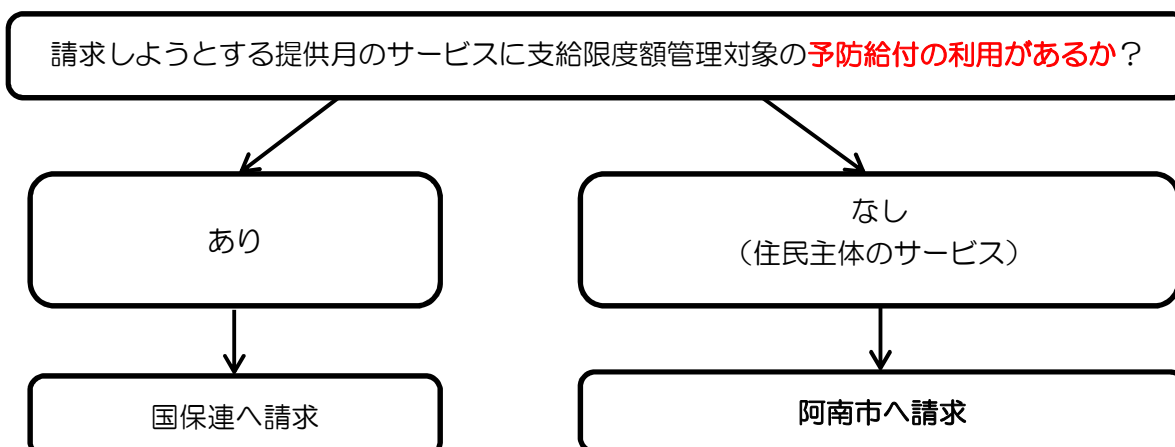 請求しようとする提供月のサービスに支給限度額管理対象の予防給付の利用があるか？
あり
なし
（住民主体のサービス）
国保連へ請求
阿南市へ請求